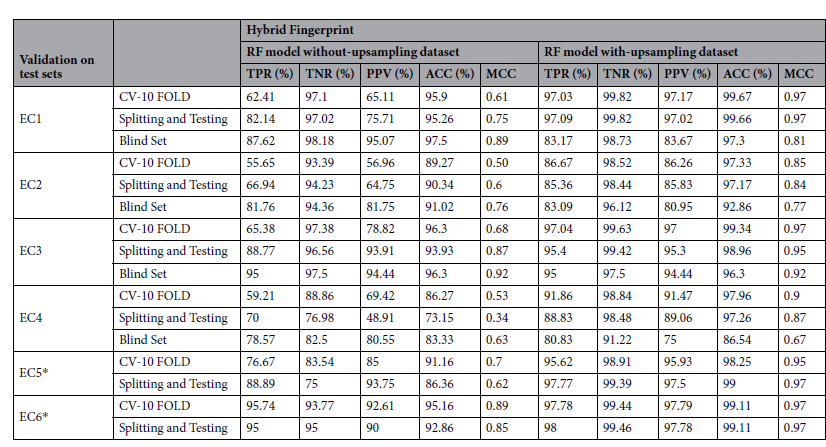 Hybrid Fingerprint
Validation on test sets RF model without-upsampling dataset RF model with-upsampling dataset
TPR (%) TNR (%) PPV (%) ACC (%) MCC TPR (%) TNR (%) PPV (%) ACC (%) MCC
EC1 CV-10 FOLD 62.41 97.1 65.11 95.9 0.61 97.03 99.82 97.17 99.67 0.97
Splitting and Testing 82.14 97.02 75.71 95.26 0.75 97.09 99.82 97.02 99.66 0.97
Blind Set 87.62 98.18 95.07 97.5 0.89 83.17 98.73 83.67 97.3 0.81
EC2 CV-10 FOLD 55.65 93.39 56.96 89.27 0.50 86.67 98.52 86.26 97.33 0.85
Splitting and Testing 66.94 94.23 64.75 90.34 0.6 85.36 98.44 85.83 97.17 0.84
Blind Set 81.76 94.36 81.75 91.02 0.76 83.09 96.12 80.95 92.86 0.77
EC3 CV-10 FOLD 65.38 97.38 78.82 96.3 0.68 97.04 99.63 97 99.34 0.97
Splitting and Testing 88.77 96.56 93.91 93.93 0.87 95.4 99.42 95.3 98.96 0.95
Blind Set 95 97.5 94.44 96.3 0.92 95 97.5 94.44 96.3 0.92
EC4 CV-10 FOLD 59.21 88.86 69.42 86.27 0.53 91.86 98.84 91.47 97.96 0.9
Splitting and Testing 70 76.98 48.91 73.15 0.34 88.83 98.48 89.06 97.26 0.87
Blind Set 78.57 82.5 80.55 83.33 0.63 80.83 91.22 75 86.54 0.67
EC5* CV-10 FOLD 76.67 83.54 85 91.16 0.7 95.62 98.91 95.93 98.25 0.95
Splitting and Testing 88.89 75 93.75 86.36 0.62 97.77 99.39 97.5 99 0.97
EC6* CV-10 FOLD 95.74 93.77 92.61 95.16 0.89 97.78 99.44 97.79 99.11 0.97
Splitting and Testing 95 95 90 92.86 0.85 98 99.46 97.78 99.11 0.97